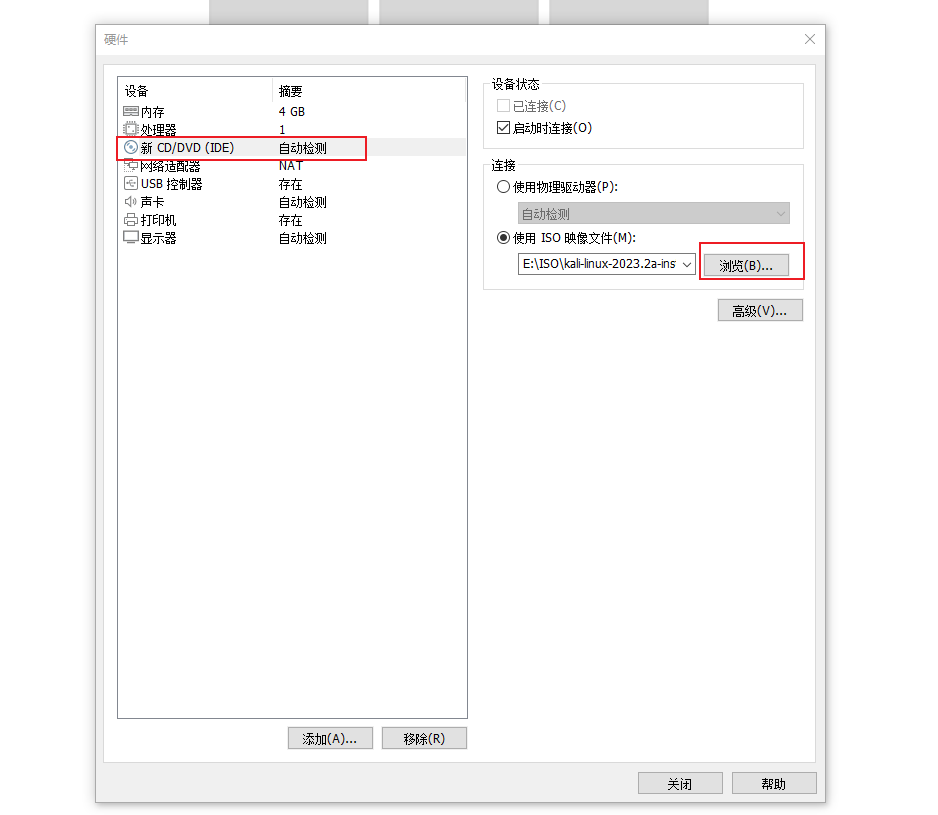 硬件
设备 摘要
内存 4 GB
处理器 1
新 CD/DVD (IDE) 自动检测
网络适配器 NAT
USB 控制器 存在
声卡 自动检测
打印机 存在
显示器 自动检测
添加(A)... 移除(R)
设备状态
已连接(C)
启动时连接(O)
连接
使用物理驱动器(P):
自动检测
使用 ISO 映像文件(M):
E:\ISO\kali-linux-2023.2a-ins 浏览(B)...
高级(V)...
关闭 帮助